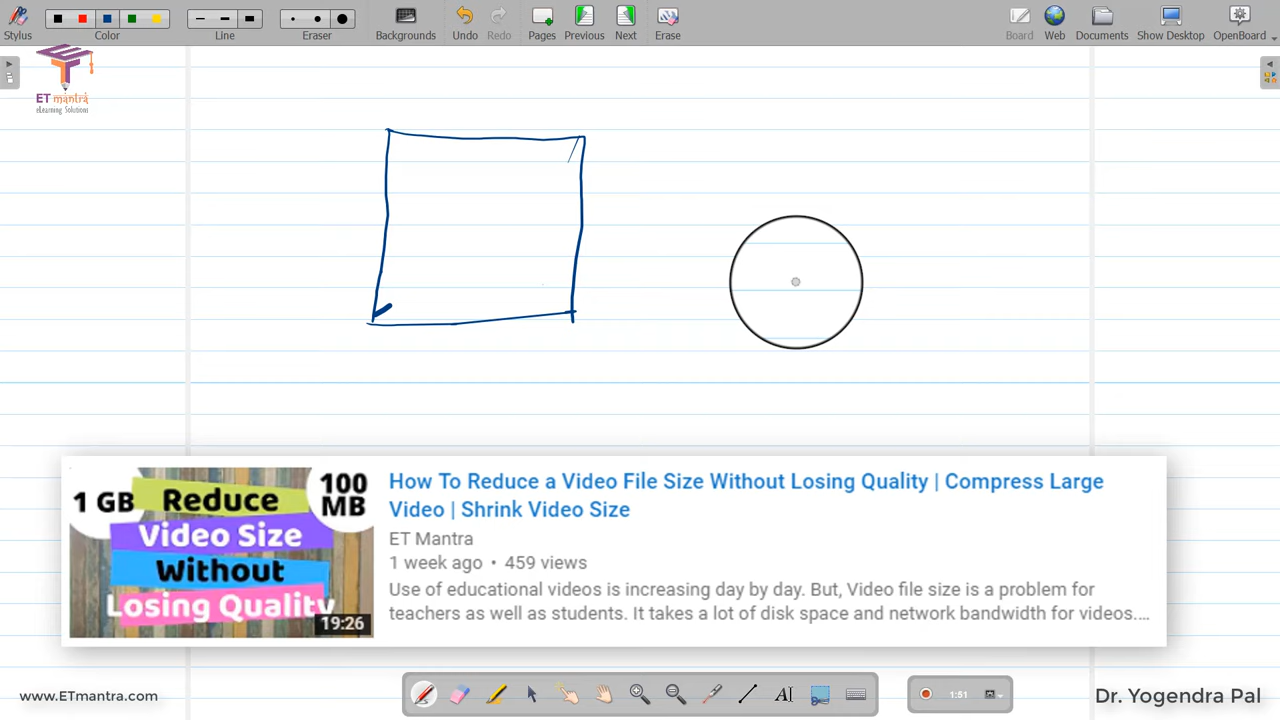 Stylus
Color
Line
Eraser
Backgrounds
Undo
Redo
Pages
Previous
Next
Erase
Board
Web
Documents
Show Desktop
OpenBoard
ET mantra
eLearning Solutions
1 GB
100
MB
Reduce
Video Size
Without
Losing Quality
19:26
How To Reduce a Video File Size Without Losing Quality | Compress Large
Video | Shrink Video Size
ET Mantra
1 week ago • 459 views
Use of educational videos is increasing day by day. But, Video file size is a problem for
teachers as well as students. It takes a lot of disk space and network bandwidth for videos....
www.ETmantra.com
AI
1:51
Dr. Yogendra Pal